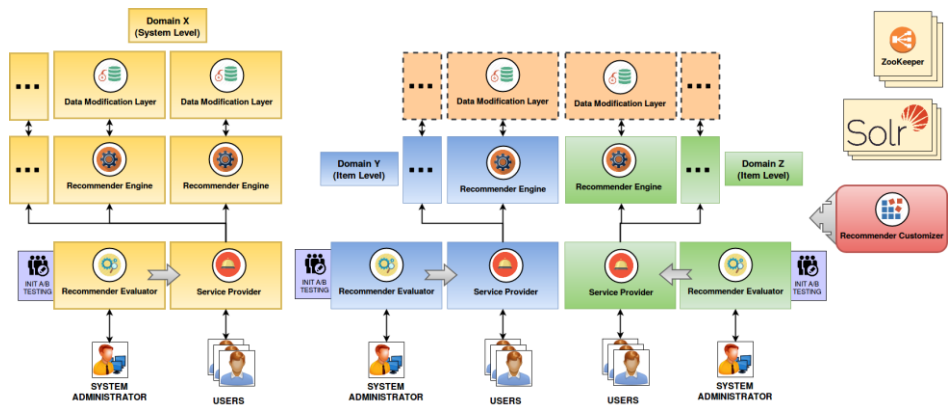 Domain X
(System Level)
...
Data Modification Layer
Data Modification Layer
...
Recommender Engine
Recommender Engine
INIT A/B
TESTING
Recommender Evaluator
Service Provider
SYSTEM
ADMINISTRATOR
USERS
...
Data Modification Layer
Data Modification Layer
...
Domain Y
(Item Level)
...
Recommender Engine
Recommender Engine
...
Domain Z
(Item Level)
INIT A/B
TESTING
Recommender Evaluator
Service Provider
Service Provider
Recommender Evaluator
INIT A/B
TESTING
SYSTEM
ADMINISTRATOR
USERS
USERS
SYSTEM
ADMINISTRATOR
ZooKeeper
Solr
Recommender Customizer